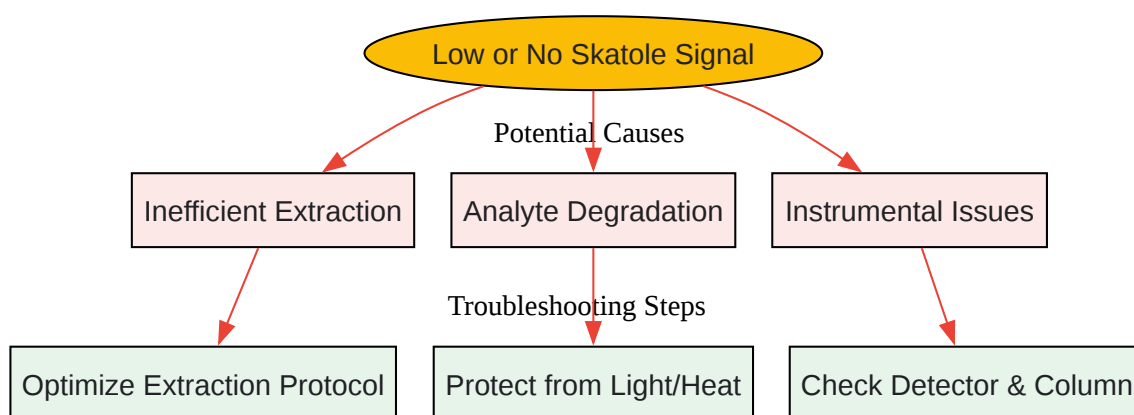 Low or No Skatole Signal
Potential Causes
Inefficient Extraction
Analyte Degradation
Instrumental Issues
Troubleshooting Steps
Optimize Extraction Protocol
Protect from Light/Heat
Check Detector & Column